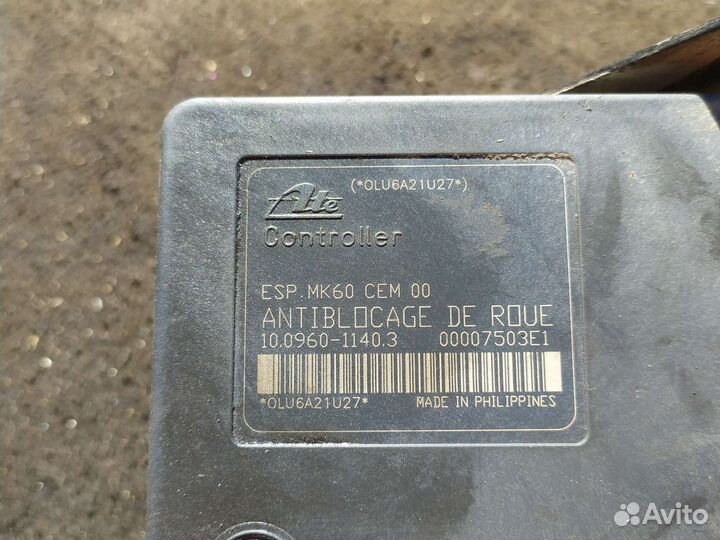 (*OLU6A21U27*)
Ate
Controller
ESP.MK60 CEM 00
ANTIBLOCAGE DE ROUE
10.0960-1140.3 00007503E1
*OLU6A21U27* MADE IN PHILIPPINES
Avito